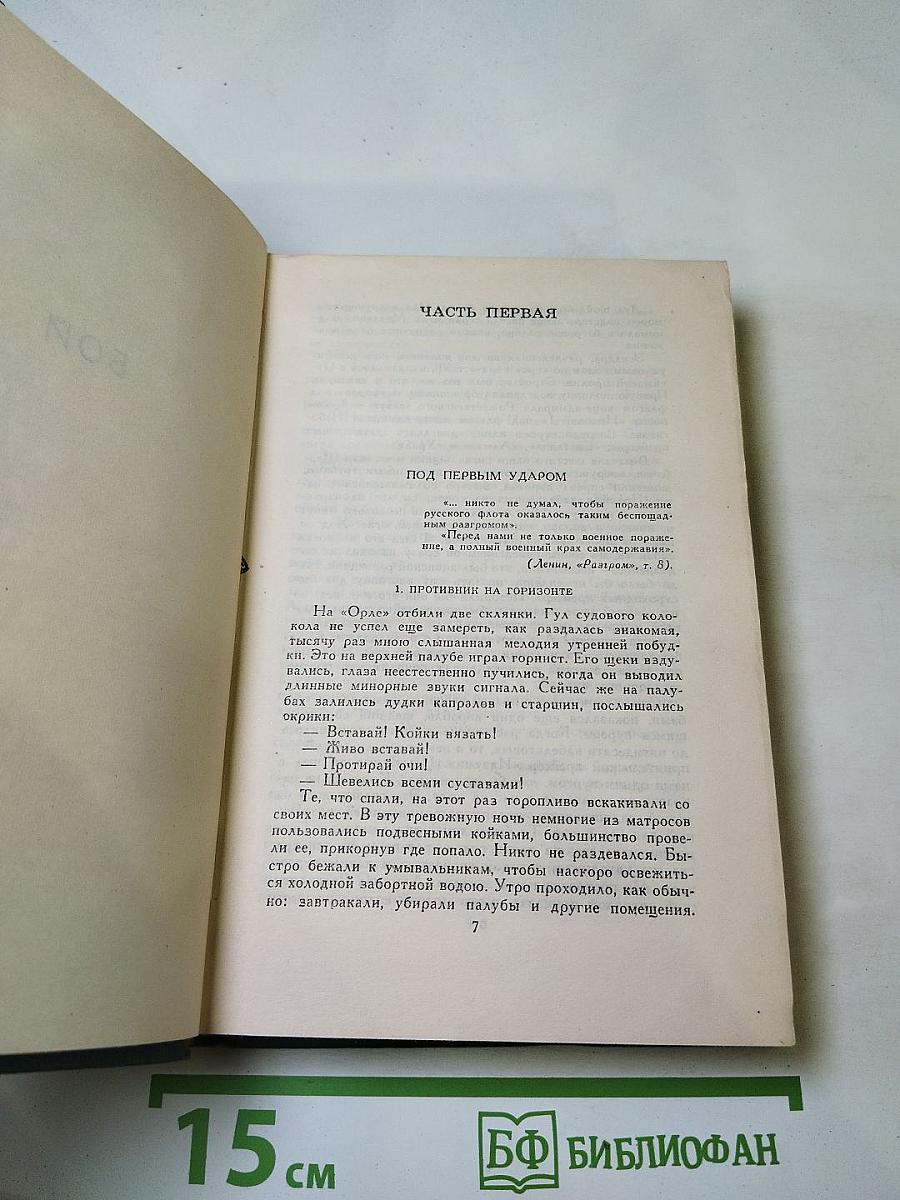 ЧАСТЬ ПЕРВАЯ
ПОД ПЕРВЫМ УДАРОМ
«... никто не думал, чтобы поражение
русского флота оказалось таким беспощад-
ным разгромом».
«Перед нами не только военное пораже-
ние, а полный военный крах самодержавия».
(Ленин, «Разгром», т. 8).
1. ПРОТИВНИК НА ГОРИЗОНТЕ
На «Орле» отбили две склянки. Гул судового коло-
кола не успел еще замереть, как раздалась знакомая,
тысячу раз мною слышанная мелодия утренней побуд-
ки. Это на верхней палубе играл горнист. Его щеки взду-
вались, глаза неестественно пучились, когда он выводил
длинные минорные звуки сигнала. Сейчас же на палу-
бах залились дудки капралов и старшин, послышались
окрики:
— Вставай! Койки вязать!
— Живо вставай!
— Протирай очи!
— Шевелись всеми суставами!
Те, что спали, на этот раз торопливо вскакивали со
своих мест. В эту тревожную ночь немногие из матросов
пользовались подвесными койками, большинство прове-
ли ее, прикорнув где попало. Никто не раздевался. Бы-
стро бежали к умывальникам, чтобы наскоро освежить-
ся холодной забортной водою. Утро проходило, как обыч-
но: завтракали, убирали палубы и другие помещения.
7
15 см
БФ БИБЛИОФАН